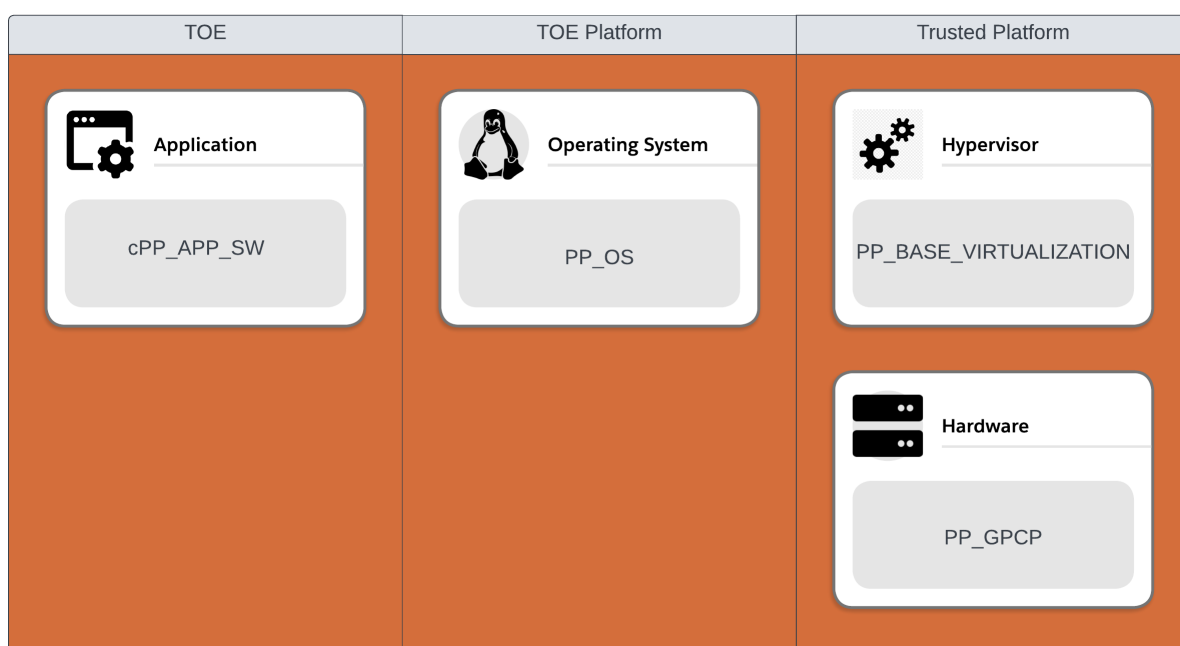 TOE
TOE Platform
Trusted Platform
Application
cPP_APP_SW
Operating System
PP_OS
Hypervisor
PP_BASE_VIRTUALIZATION
Hardware
PP_GPCP